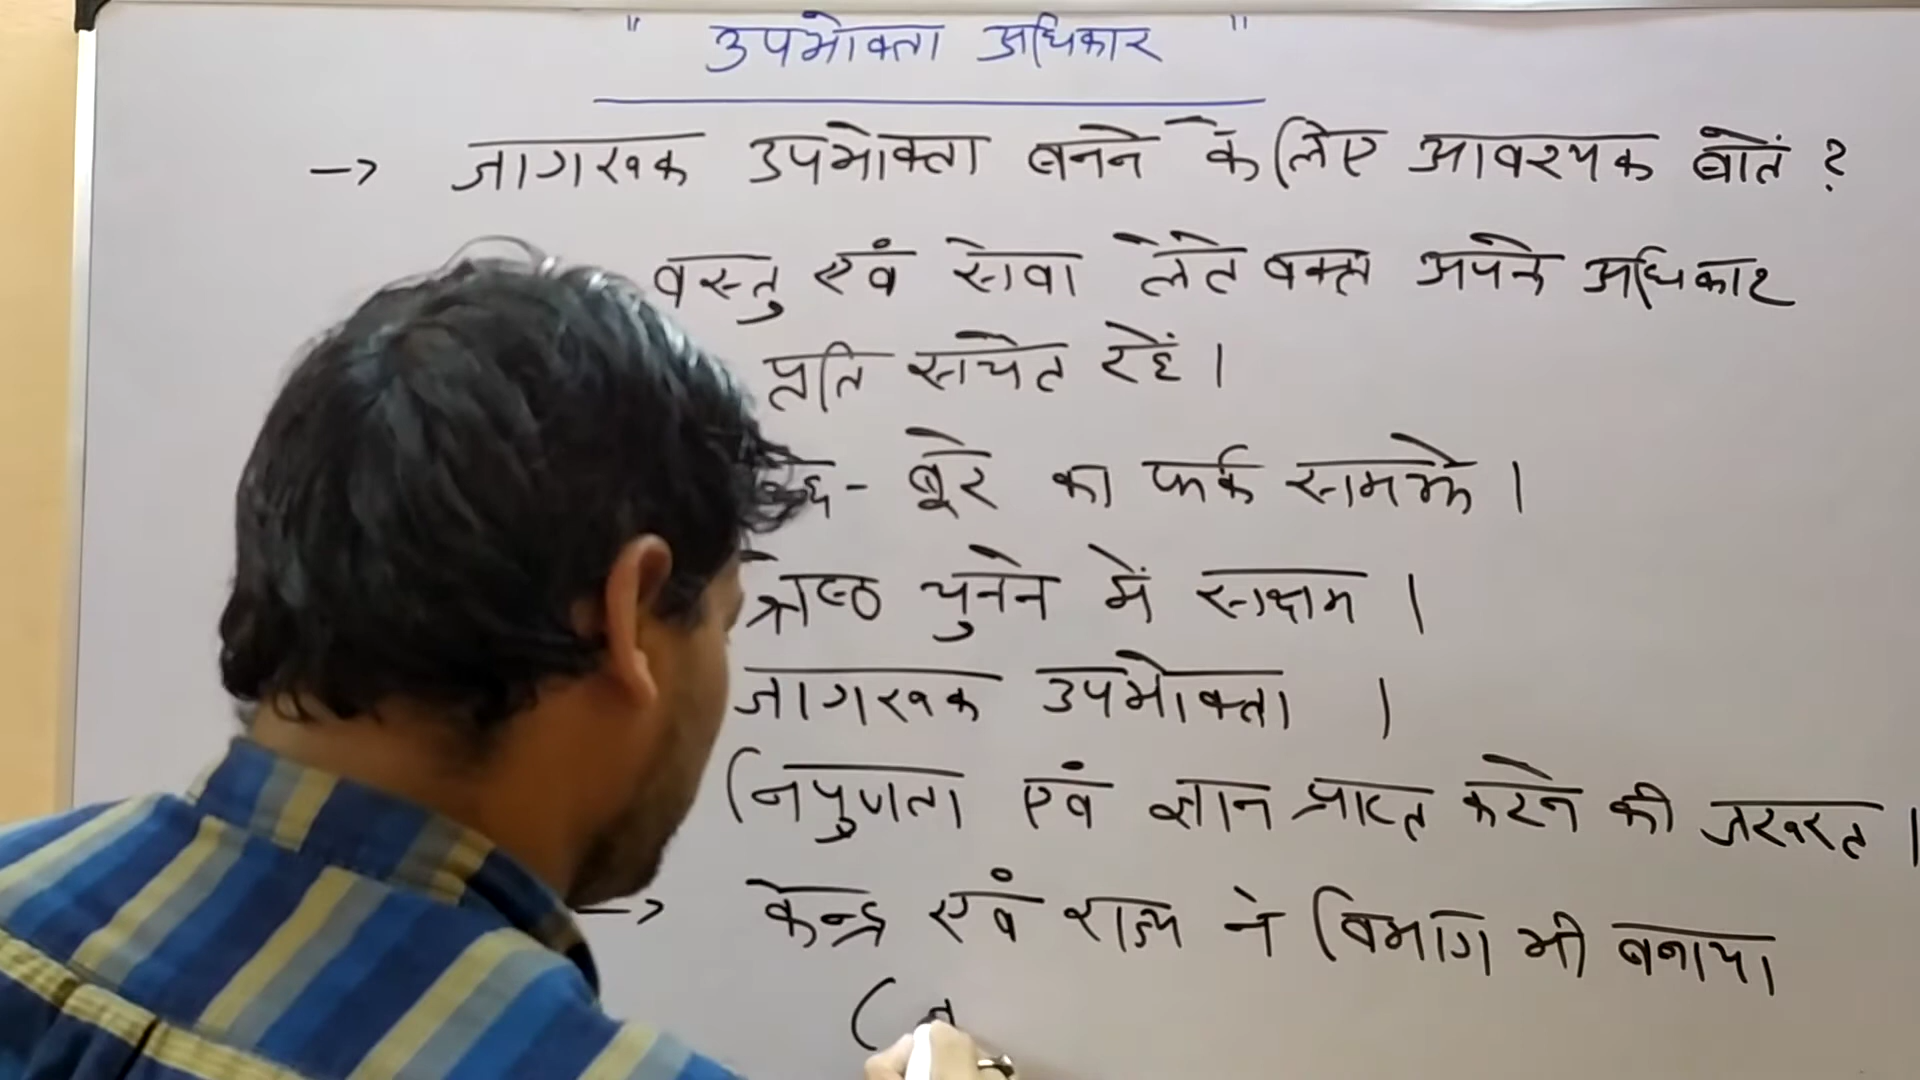 " उपभोक्ता अधिकार "
→ जागरूक उपभोक्ता बनने के लिए आवश्यक बातें ?
वस्तु एवं सेवा लेते वक्त अपने अधिकार
प्रति सचेत रहें ।
- बूरे का फर्क समझे ।
चुनने में सक्षम ।
जागरूक उपभोक्ता ।
निपुणता एवं ज्ञान प्राप्त करने की जरूरत ।
→ केन्द्र एवं राज्य ने विभाग भी बनाया
(